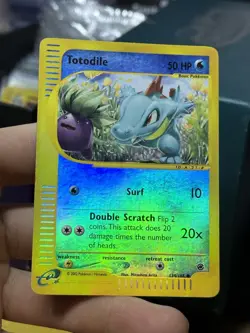 Totodile
50 HP
Basic Pokémon
Surf 10
Double Scratch Flip 2
coins. This attack does 20
damage times the number
of heads.
20x
weakness resistance retreat cost
e